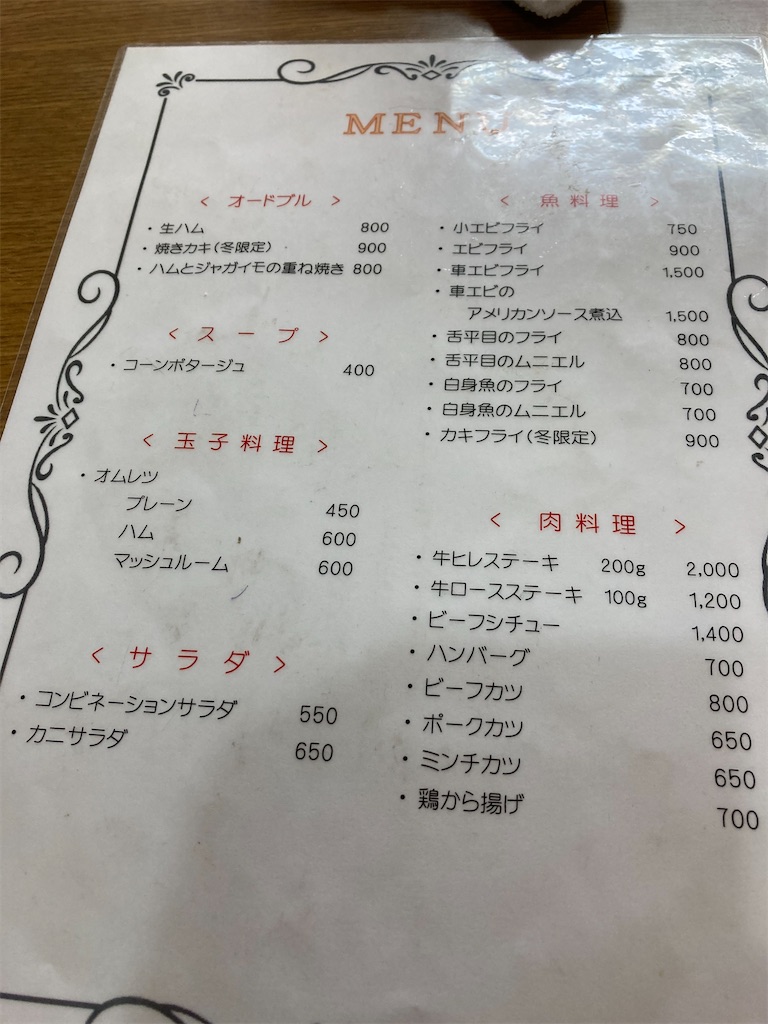 MENU
< オードブル >
・生ハム 800
・焼きカキ(冬限定) 900
・ハムとジャガイモの重ね焼き 800
< スープ >
・コーンポタージュ 400
< 玉子料理 >
・オムレツ
プレーン 450
ハム 600
マッシュルーム 600
< サラダ >
・コンビネーションサラダ 550
・カニサラダ 650
< 魚料理 >
・小エビフライ 750
・エビフライ 900
・車エビフライ 1,500
・車エビの
アメリカンソース煮込 1,500
・舌平目のフライ 800
・舌平目のムニエル 800
・白身魚のフライ 700
・白身魚のムニエル 700
・カキフライ(冬限定) 900
< 肉料理 >
・牛ヒレステーキ 200g 2,000
・牛ロースステーキ 100g 1,200
・ビーフシチュー 1,400
・ハンバーグ 700
・ビーフカツ 800
・ポークカツ 650
・ミンチカツ 650
・鶏から揚げ 700